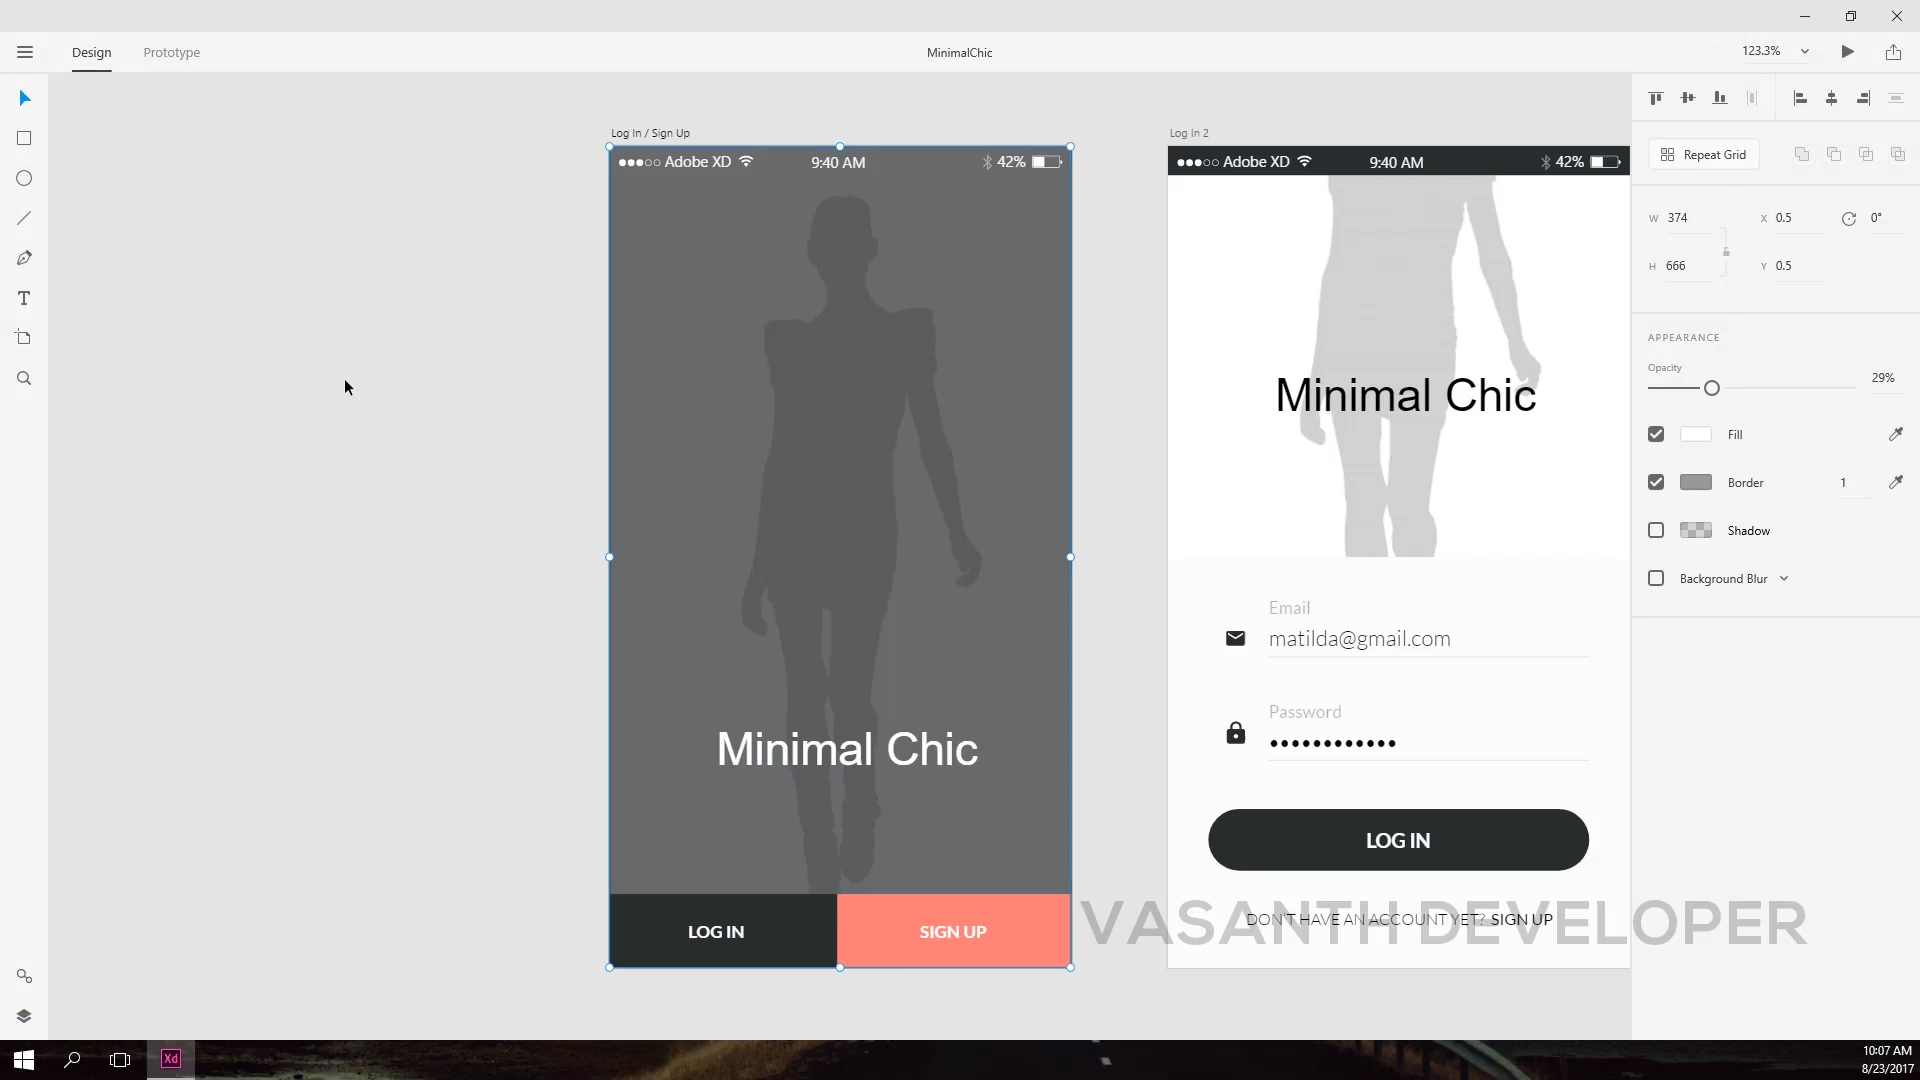 Design
Prototype
MinimalChic
123.3%
Log In / Sign Up
Adobe XD
9:40 AM
42%
Minimal Chic
LOG IN
SIGN UP
Log In 2
Adobe XD
9:40 AM
42%
Minimal Chic
Email
matilda@gmail.com
Password
••••••••••••
LOG IN
DON'T HAVE AN ACCOUNT YET? SIGN UP
VASANTH DEVELOPER
Repeat Grid
W 374
X 0.5
0°
H 666
Y 0.5
APPEARANCE
Opacity
29%
Fill
Border 1
Shadow
Background Blur
Xd
10:07 AM
8/23/2017